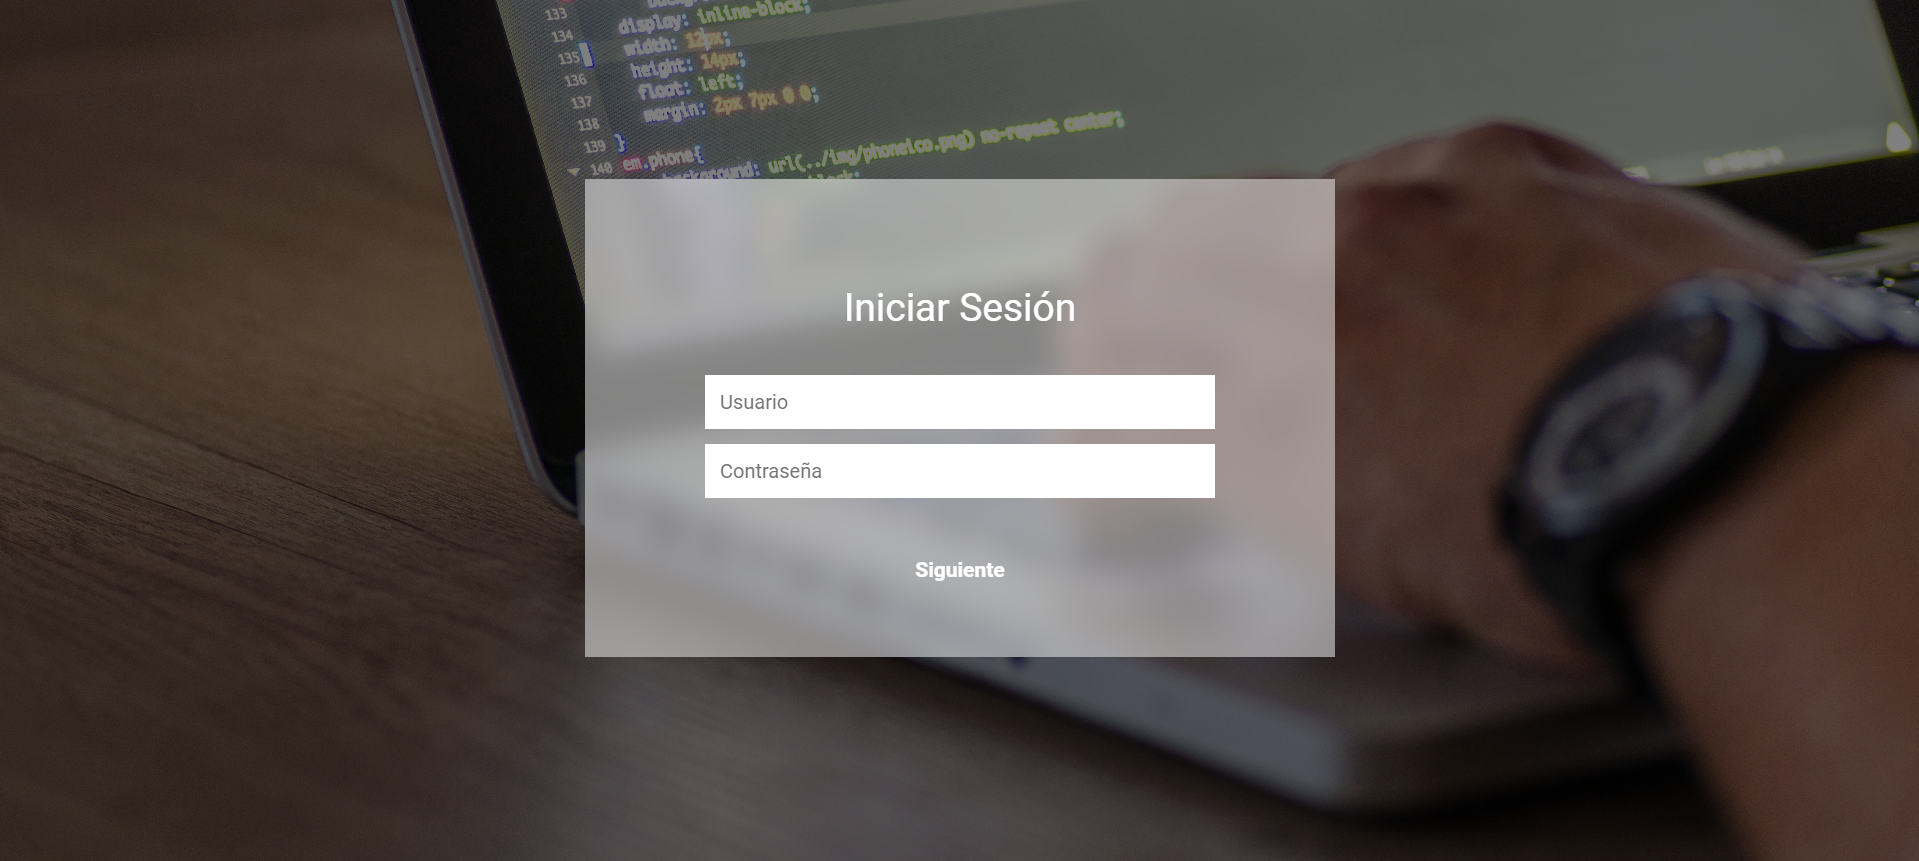 133
display: inline-block;
134
width: 12px;
135
height: 14px;
136
float: left;
137
margin: 2px 7px 0 0;
138
139 }
140 em.phone{
background: url(../img/phoneico.png) no-repeat center;
block;
Iniciar Sesión
Usuario
Contraseña
Siguiente